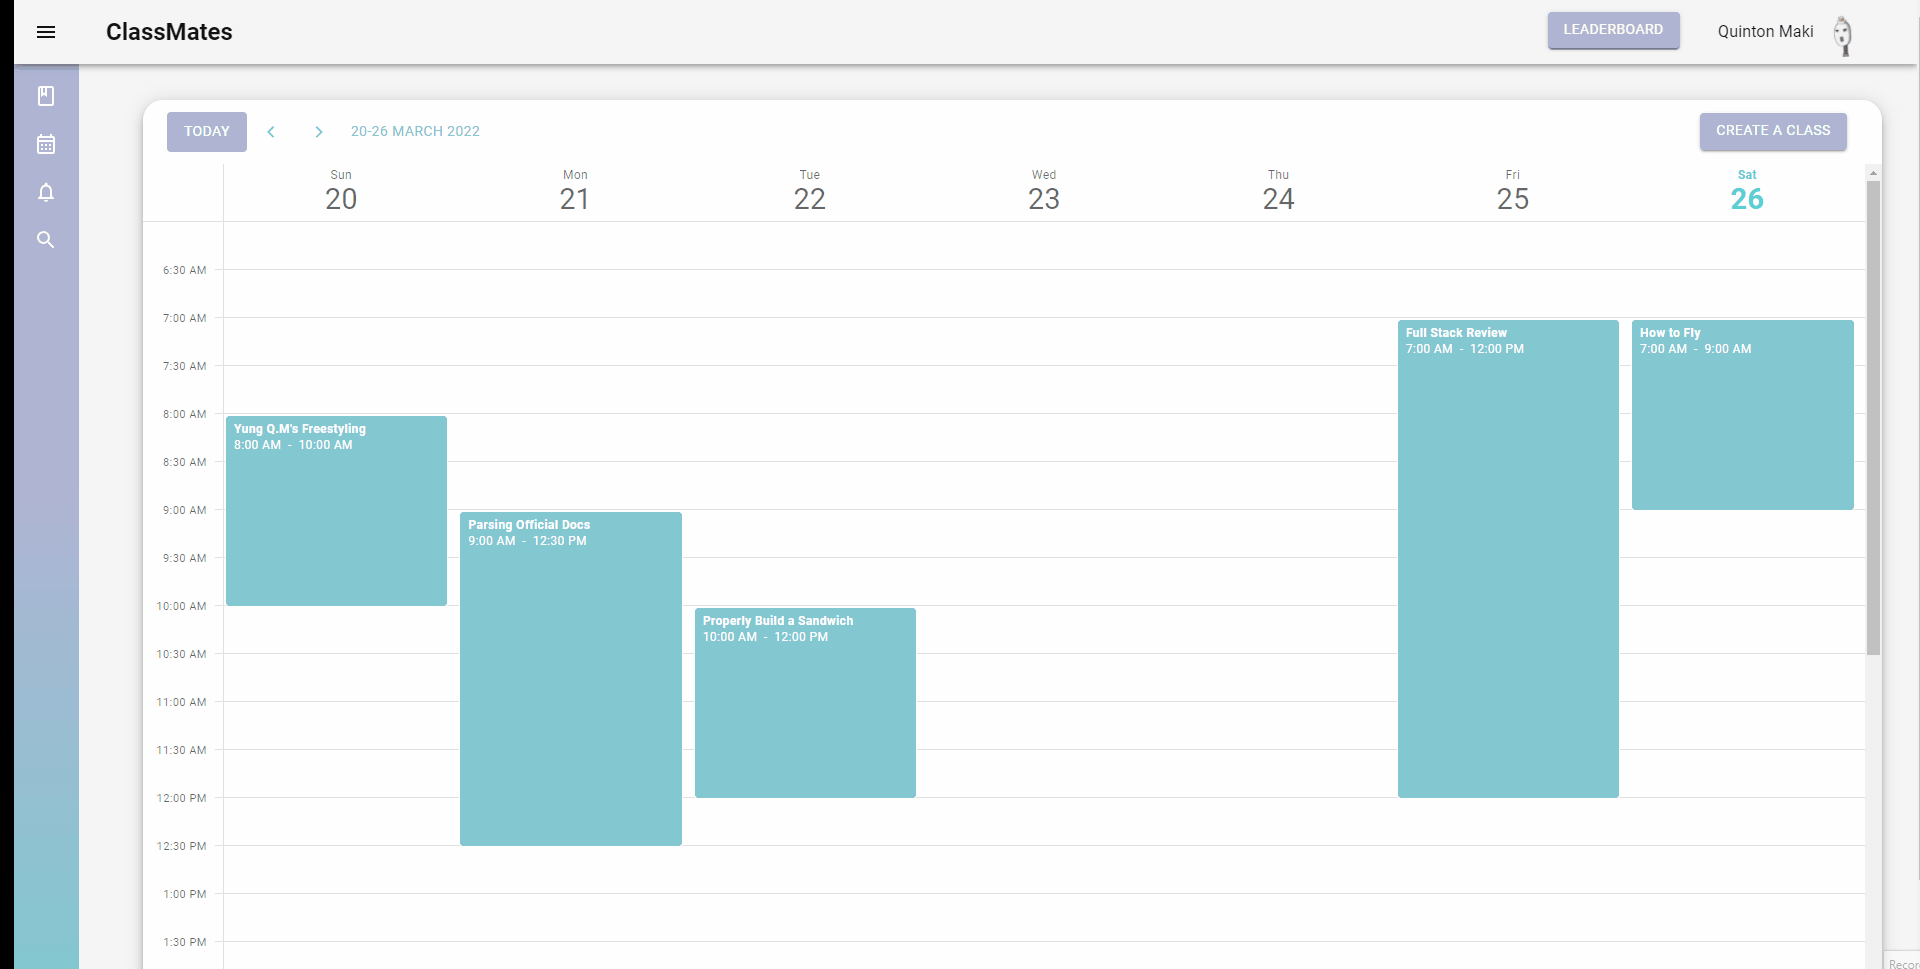 ClassMates
LEADERBOARD
Quinton Maki
TODAY
20-26 MARCH 2022
CREATE A CLASS
Sun
20
Mon
21
Tue
22
Wed
23
Thu
24
Fri
25
Sat
26
6:30 AM
7:00 AM
7:30 AM
8:00 AM
8:30 AM
9:00 AM
9:30 AM
10:00 AM
10:30 AM
11:00 AM
11:30 AM
12:00 PM
12:30 PM
1:00 PM
1:30 PM
Yung Q.M's Freestyling
8:00 AM - 10:00 AM
Parsing Official Docs
9:00 AM - 12:30 PM
Properly Build a Sandwich
10:00 AM - 12:00 PM
Full Stack Review
7:00 AM - 12:00 PM
How to Fly
7:00 AM - 9:00 AM